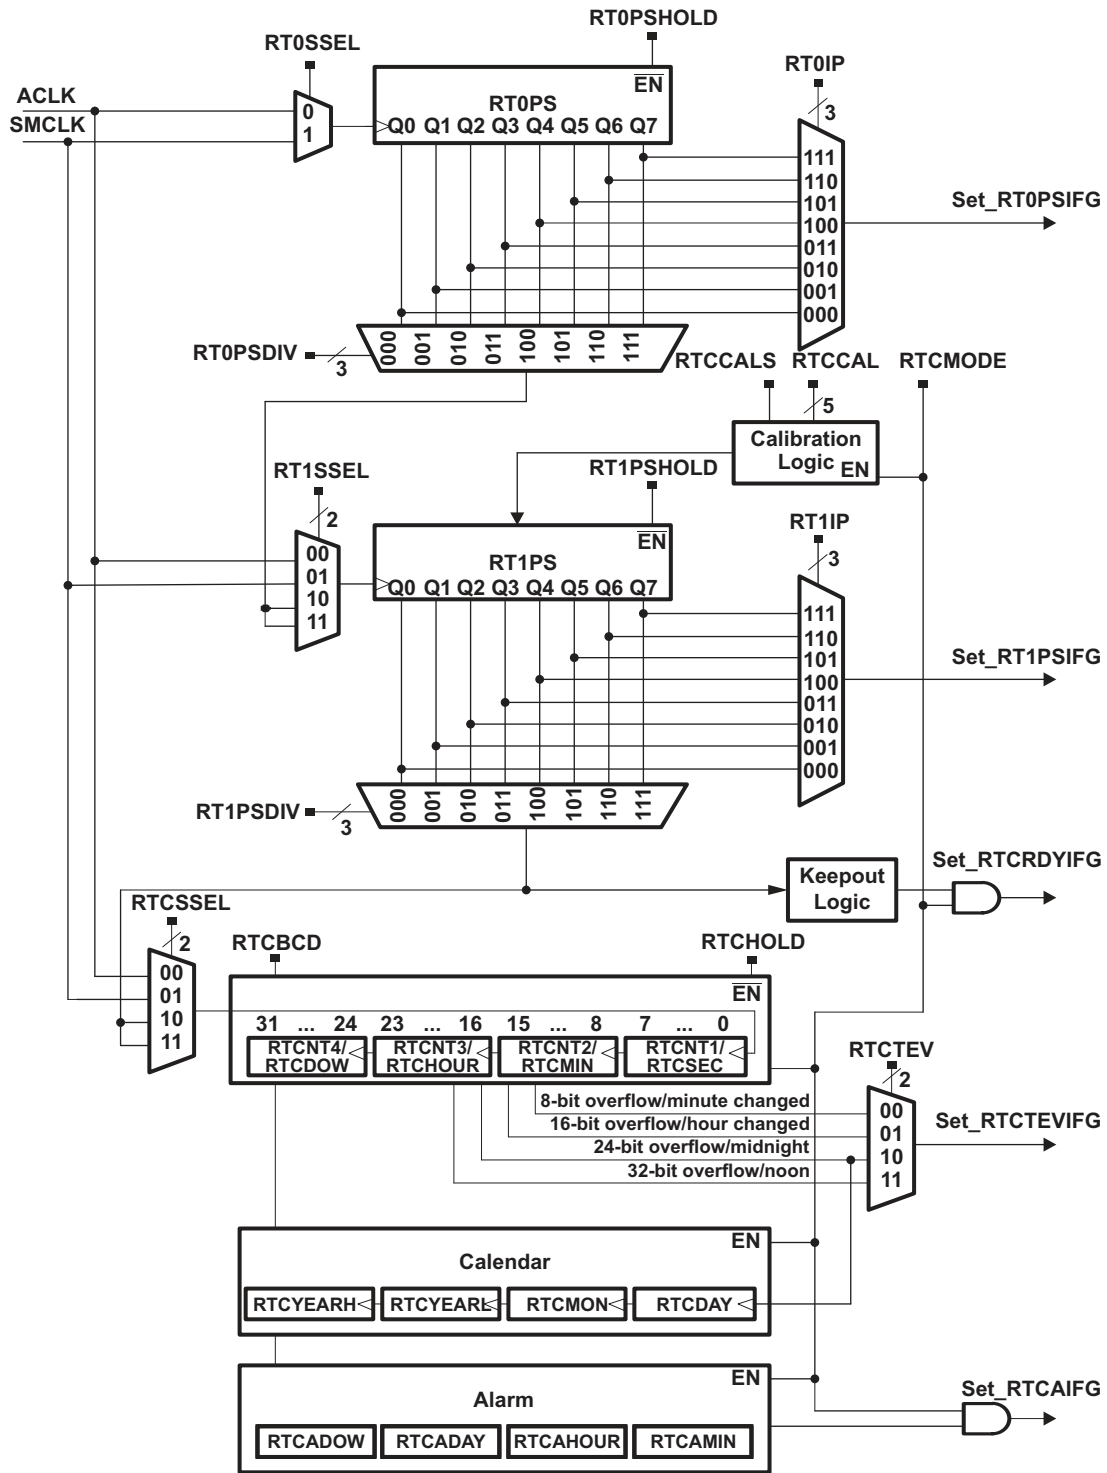 RT0PSHOLD
RT0SSEL
RT0IP
ACLK
SMCLK
0
1
EN
RT0PS
Q0 Q1 Q2 Q3 Q4 Q5 Q6 Q7
3
111
110
101
100
011
010
001
000
Set_RT0PSIFG
RT0PSDIV
3
000 001 010 011 100 101 110 111
RTCCALS RTCCAL RTCMODE
5
Calibration
Logic
EN
RT1SSEL
2
RT1PSHOLD
RT1IP
3
00
01
10
11
EN
RT1PS
Q0 Q1 Q2 Q3 Q4 Q5 Q6 Q7
111
110
101
100
011
010
001
000
Set_RT1PSIFG
RT1PSDIV
3
000 001 010 011 100 101 110 111
Keepout
Logic
Set_RTCRDYIFG
RTCSSEL
2
00
01
10
11
RTCBCD
RTCHOLD
EN
31 ... 24 23 ... 16 15 ... 8 7 ... 0
RTCNT4/
RTCDOW
RTCNT3/
RTCHOUR
RTCNT2/
RTCMIN
RTCNT1/
RTCSEC
RTCTEV
2
8-bit overflow/minute changed
16-bit overflow/hour changed
24-bit overflow/midnight
32-bit overflow/noon
00
01
10
11
Set_RTCTEVIFG
EN
Calendar
RTCYEARH RTCYEARL RTCMON RTCDAY
EN
Alarm
RTCADOW RTCADAY RTCAHOUR RTCAMIN
Set_RTCAIFG